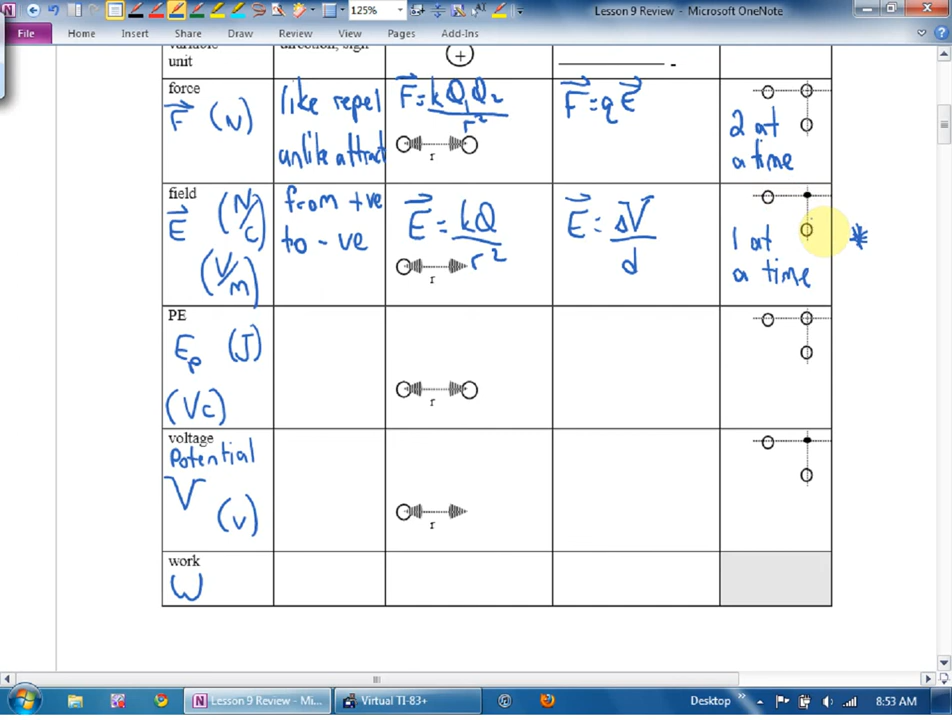 125%
Lesson 9 Review - Microsoft OneNote
File Home Insert Share Draw Review View Pages Add-Ins
unit
force
F⃗ (N)
like repel
unlike attract
F⃗ = kQ₁Q₂
r²
r
F⃗ = qE⃗
2 at
a time
field
E⃗ (N/C)
(V/m)
from +ve
to -ve
E⃗ = kQ
r²
r
E⃗ = ΔV
d
1 at
a time
*
PE
Ep (J)
(VC)
r
voltage
Potential
V (V)
r
work
W
Lesson 9 Review - Mi...
Virtual TI-83+
Desktop
8:53 AM